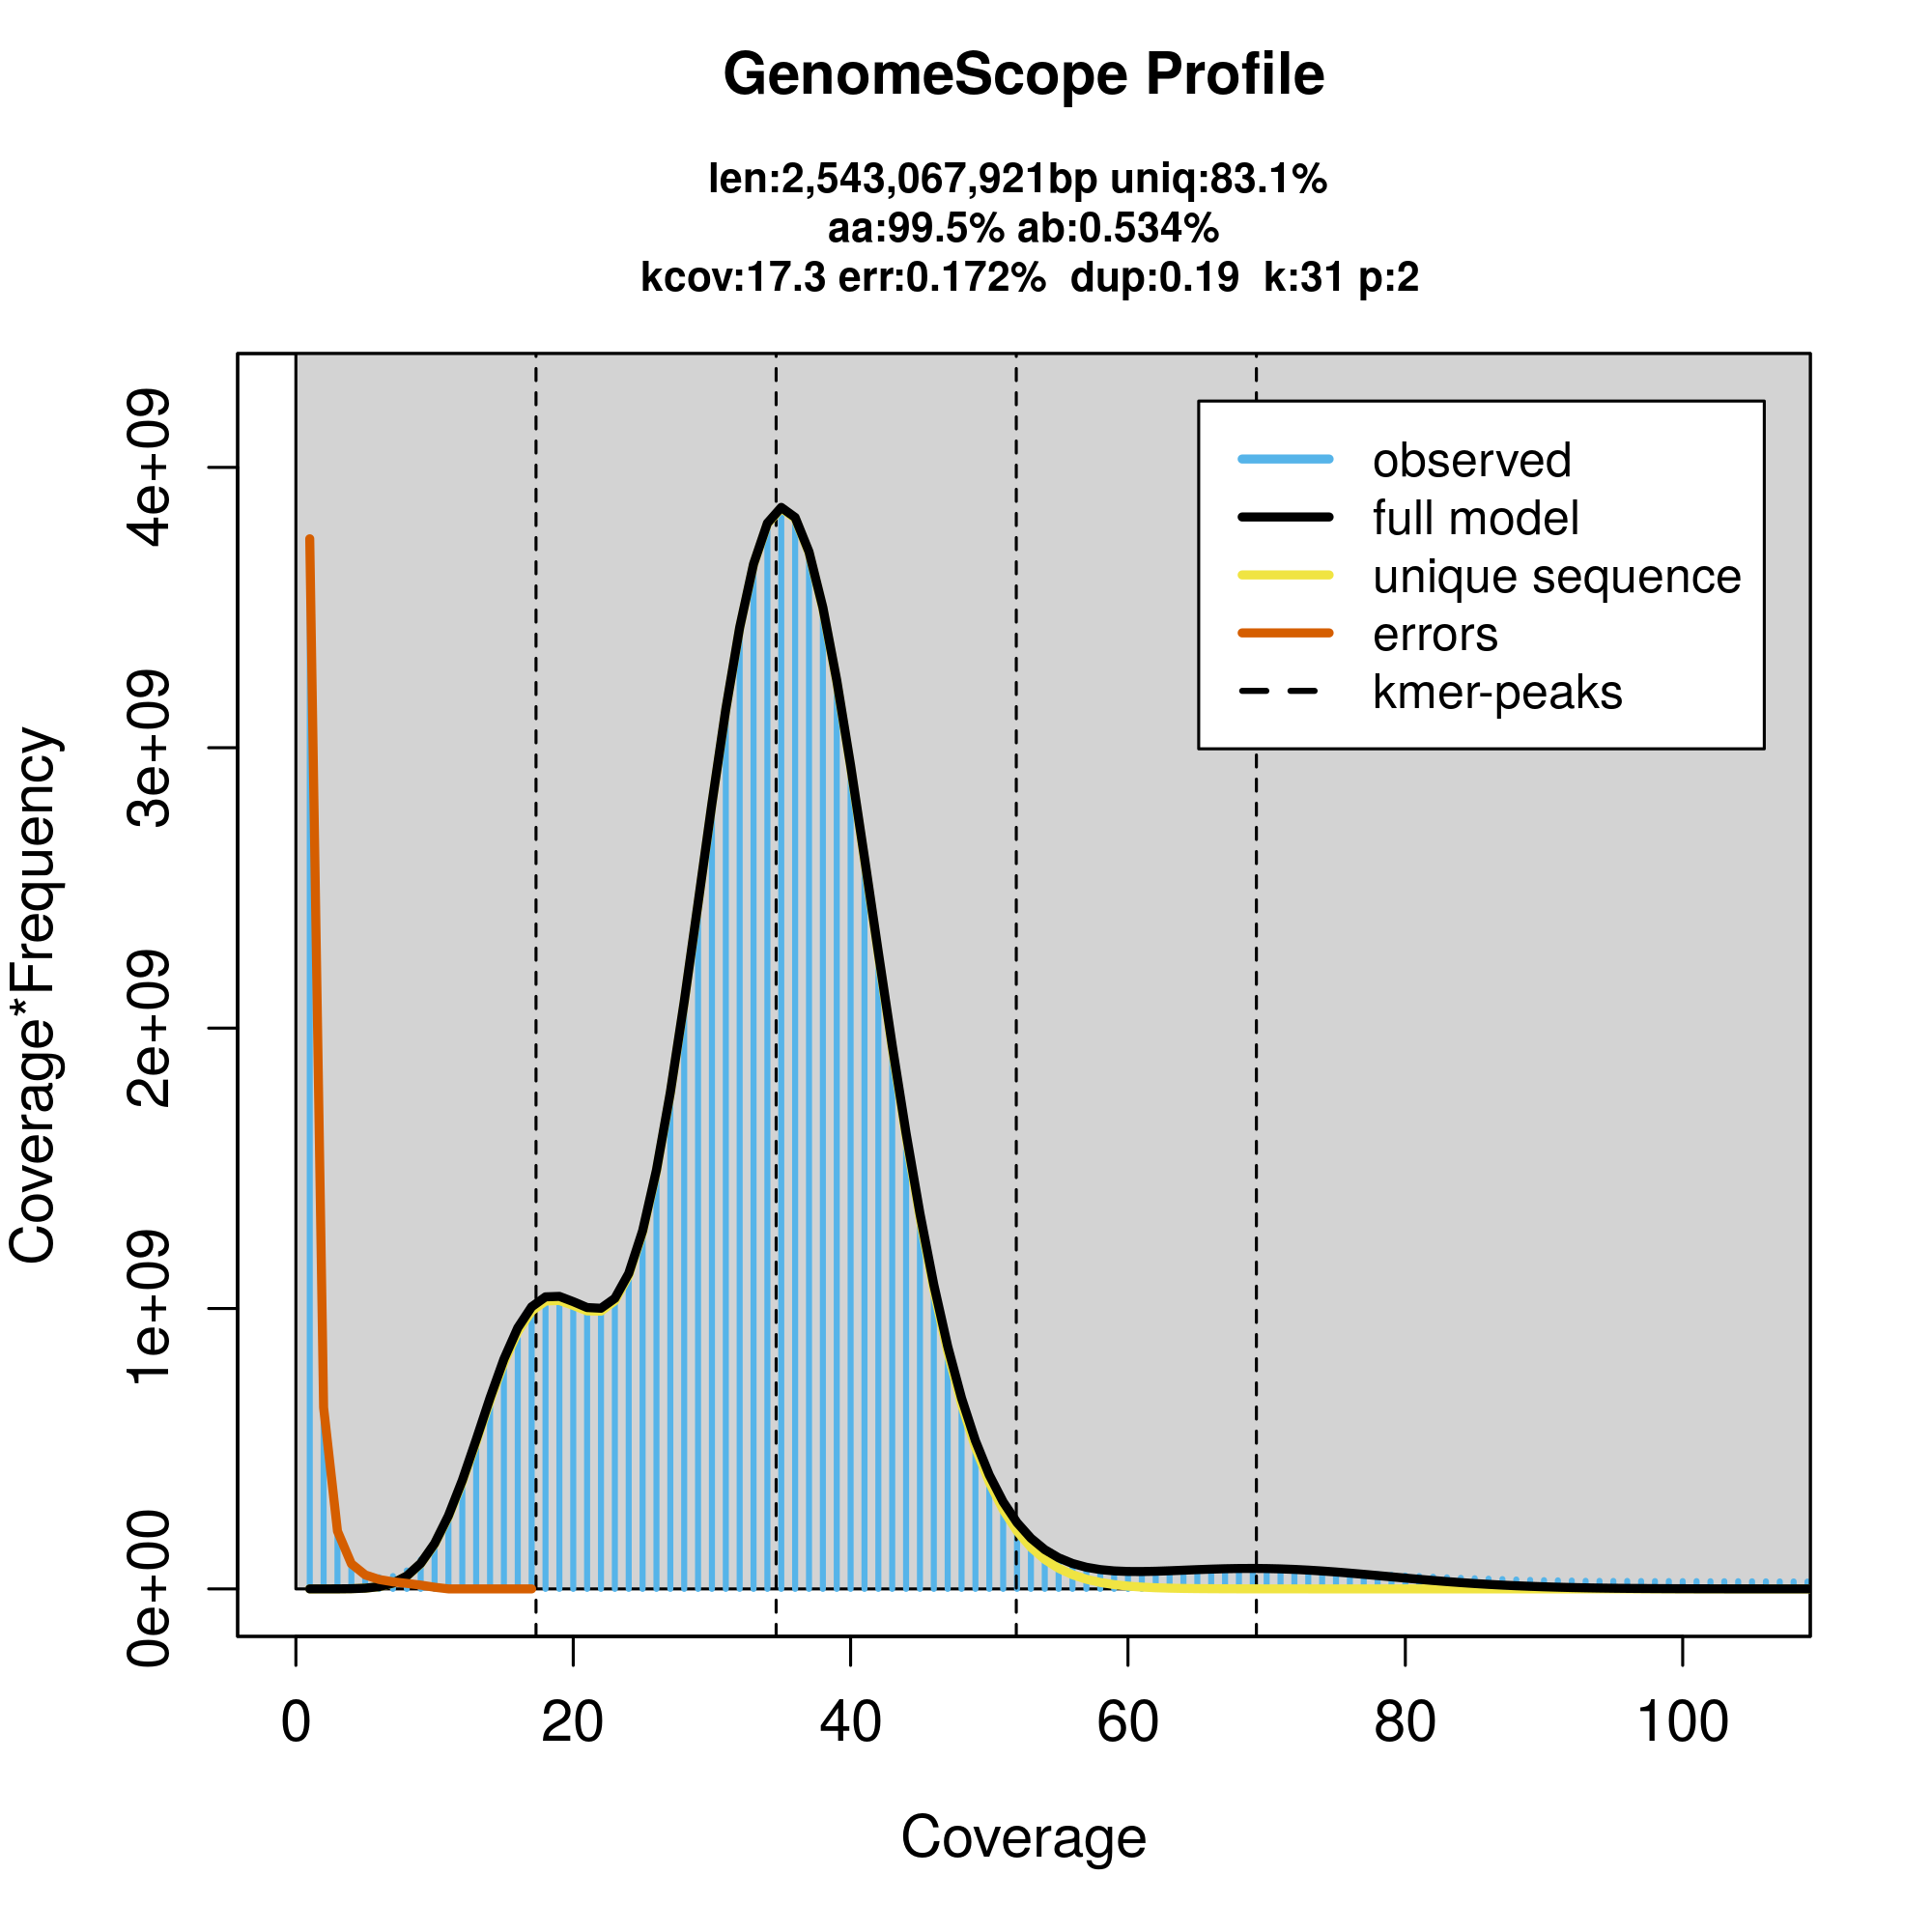 GenomeScope Profile
len:2,543,067,921bp uniq:83.1%
aa:99.5% ab:0.534%
kcov:17.3 err:0.172% dup:0.19 k:31 p:2
observed
full model
unique sequence
errors
kmer-peaks
Coverage*Frequency
4e+09
3e+09
2e+09
1e+09
0e+00
0 20 40 60 80 100
Coverage